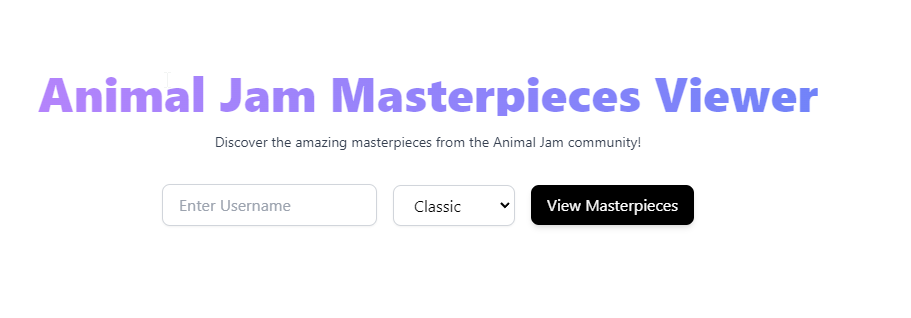 Animal Jam Masterpieces Viewer
Discover the amazing masterpieces from the Animal Jam community!
Enter Username Classic View Masterpieces